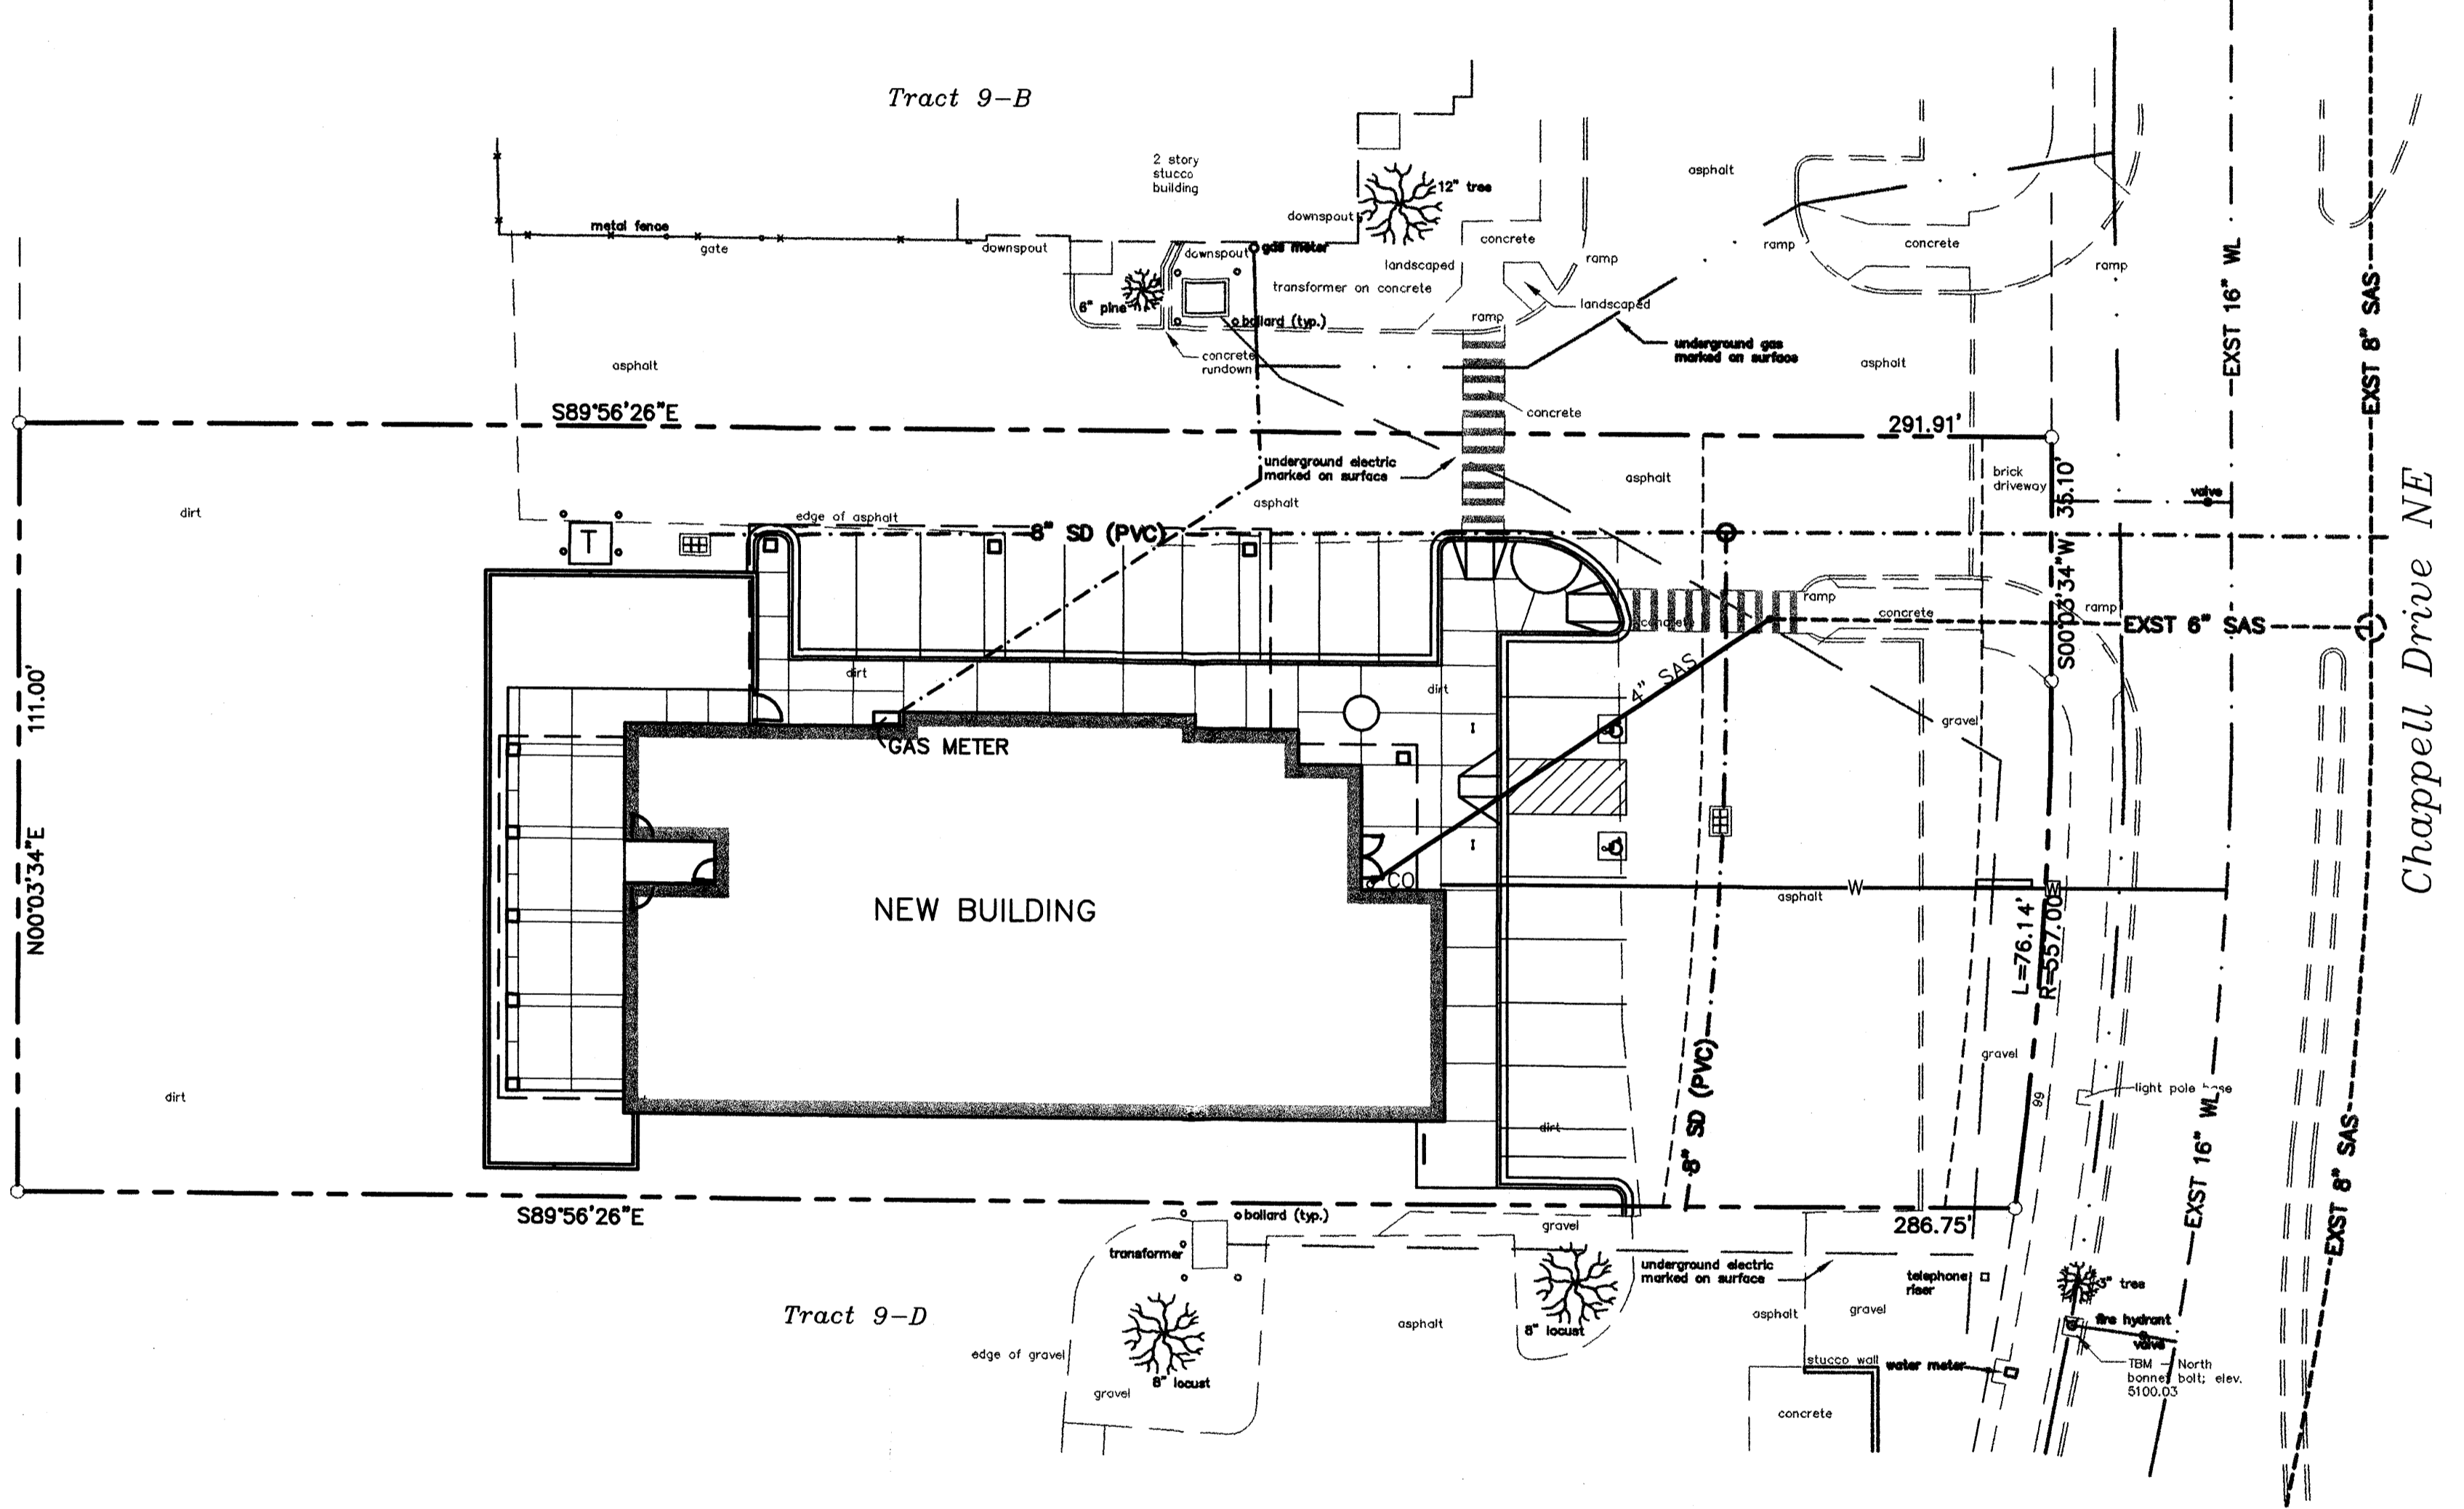 Tract 9-B
2 story
stucco
building
asphalt
12" tree
metal fence
gate
downspout
downspout
gas meter
downspout
concrete
landscaped
ramp
ramp
concrete
ramp
6" pine
transformer on concrete
landscaped
bollard (typ.)
ramp
concrete
rundown
underground gas
marked on surface
asphalt
asphalt
EXST 16" WL
EXST 8" SAS
S89°56'26"E
concrete
291.91'
underground electric
marked on surface
asphalt
asphalt
brick
driveway
35.10'
valve
dirt
T
edge of asphalt
8" SD (PVC)
S00°03'34"W
ramp
concrete
ramp
EXST 6" SAS
Chappell Drive NE
dirt
dirt
4" SAS
gravel
GAS METER
111.00'
N00°03'34"E
CO
NEW BUILDING
W
W
asphalt
L=76.14'
R=557.00'
8" SD (PVC)
gravel
99
light pole base
dirt
dirt
EXST 16" WL
EXST 8" SAS
S89°56'26"E
bollard (typ.)
gravel
286.75'
transformer
underground electric
marked on surface
telephone
riser
3" tree
Tract 9-D
asphalt
8" locust
asphalt
gravel
fire hydrant
valve
edge of gravel
8" locust
gravel
stucco wall
water meter
TBM - North
bonnet bolt; elev.
5100.03
concrete